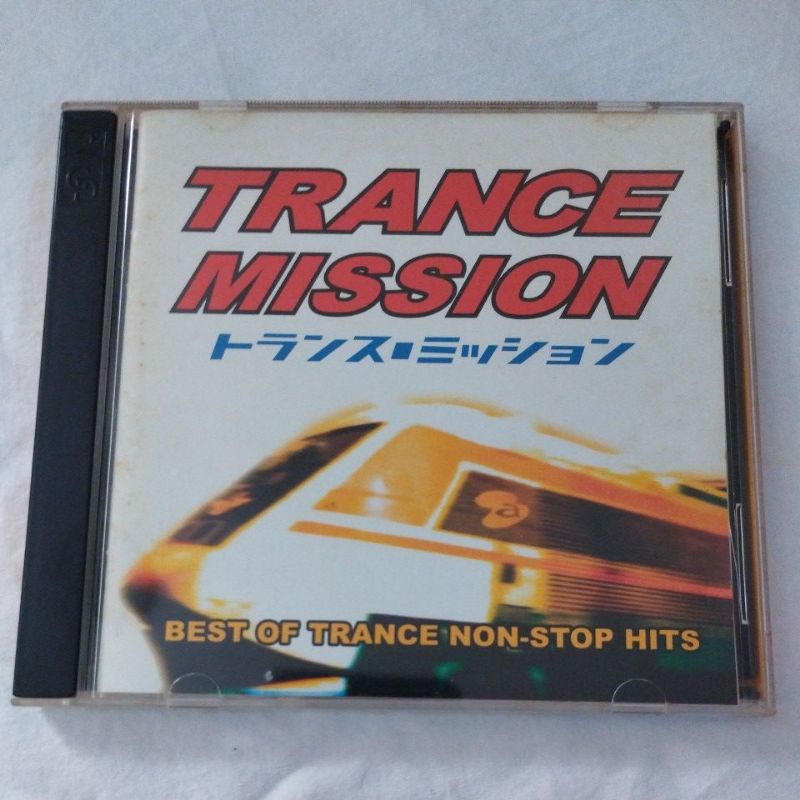 TRANCE
MISSION
トランス■ミッション
a
BEST OF TRANCE NON-STOP HITS